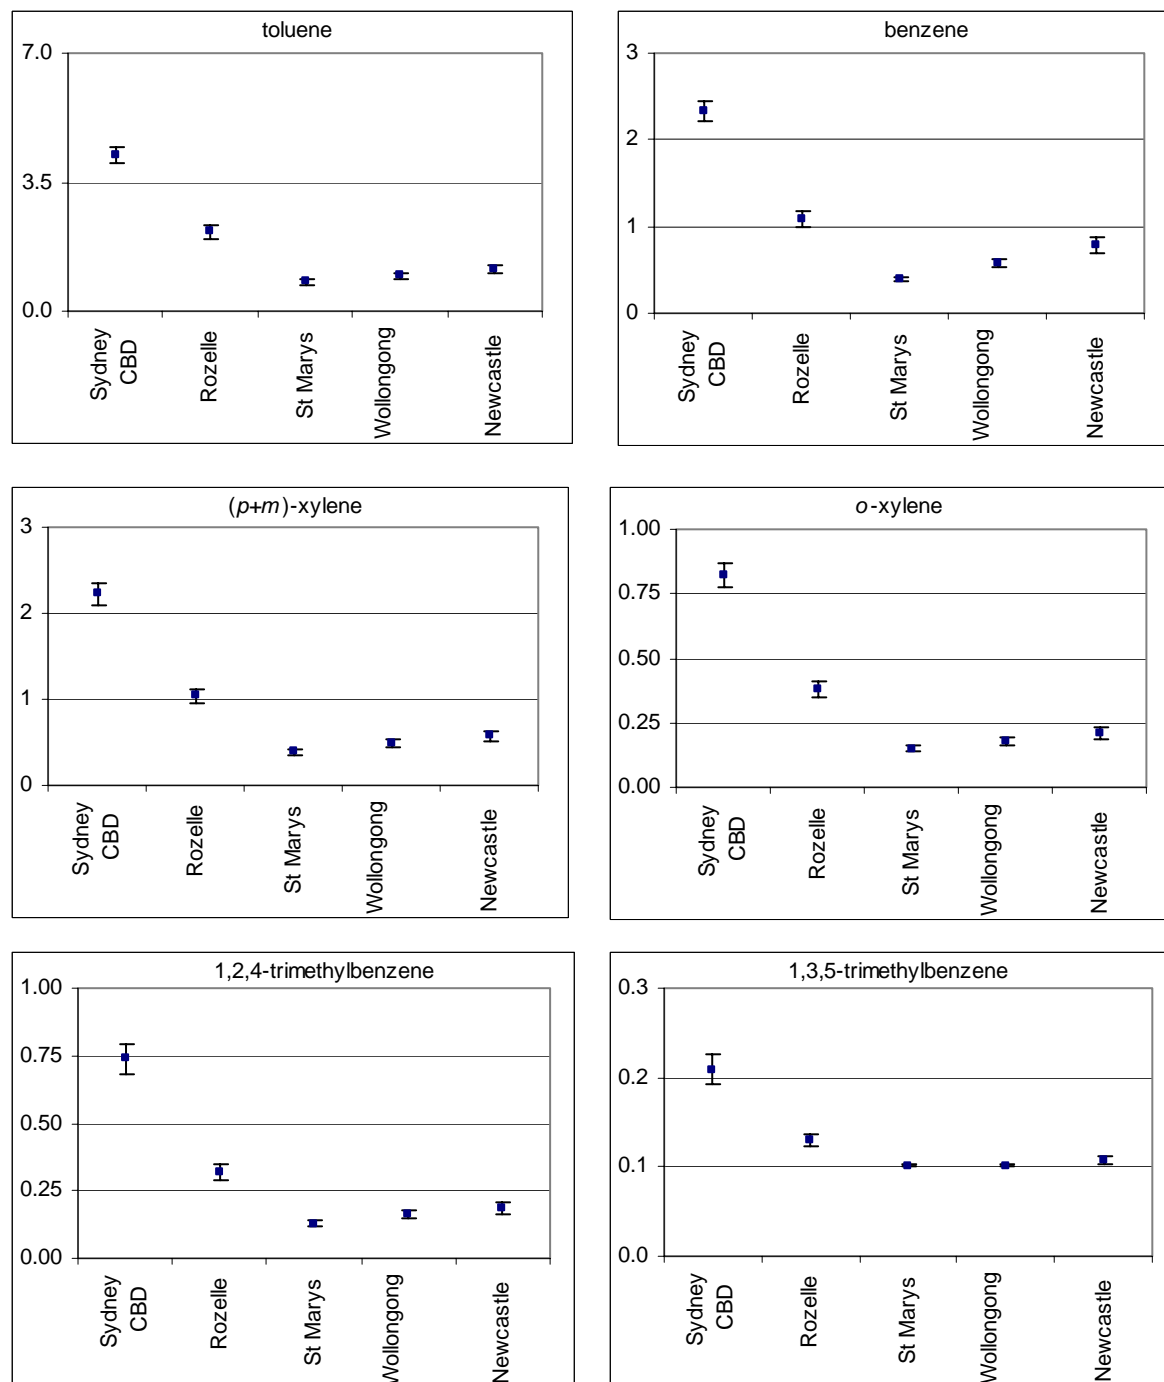 toluene
7.0
3.5
0.0
Sydney
CBD
Rozelle
St Marys
Wollongong
Newcastle
benzene
3
2
1
0
Sydney
CBD
Rozelle
St Marys
Wollongong
Newcastle
(p+m)-xylene
3
2
1
0
Sydney
CBD
Rozelle
St Marys
Wollongong
Newcastle
o-xylene
1.00
0.75
0.50
0.25
0.00
Sydney
CBD
Rozelle
St Marys
Wollongong
Newcastle
1,2,4-trimethylbenzene
1.00
0.75
0.50
0.25
0.00
Sydney
CBD
Rozelle
St Marys
Wollongong
Newcastle
1,3,5-trimethylbenzene
0.3
0.2
0.1
0.0
Sydney
CBD
Rozelle
St Marys
Wollongong
Newcastle